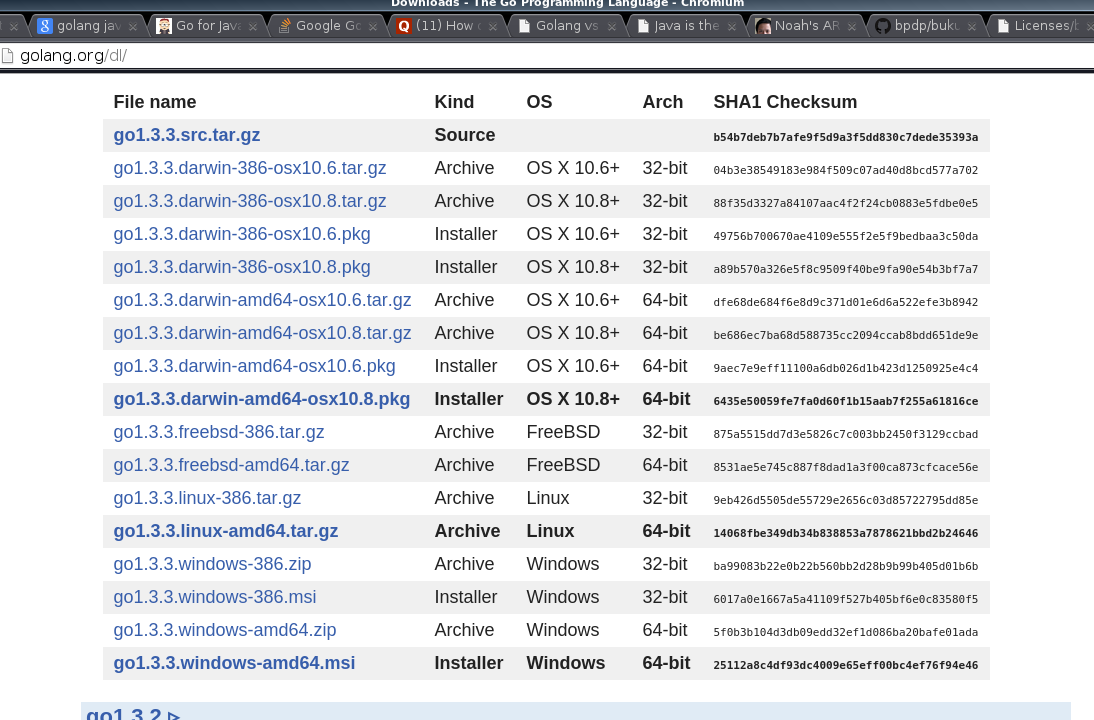 Downloads - The Go Programming Language - Chromium
golang jav Go for Java Google Go (11) How Golang vs Java is the Noah's AR bpdp/buku Licenses/b
golang.org/dl/
File name Kind OS Arch SHA1 Checksum
go1.3.3.src.tar.gz Source b54b7deb7b7afe9f5d9a3f5dd830c7dede35393a
go1.3.3.darwin-386-osx10.6.tar.gz Archive OS X 10.6+ 32-bit 04b3e38549183e984f509c07ad40d8bcd577a702
go1.3.3.darwin-386-osx10.8.tar.gz Archive OS X 10.8+ 32-bit 88f35d3327a84107aac4f2f24cb0883e5fdbe0e5
go1.3.3.darwin-386-osx10.6.pkg Installer OS X 10.6+ 32-bit 49756b700670ae4109e555f2e5f9bedbaa3c50da
go1.3.3.darwin-386-osx10.8.pkg Installer OS X 10.8+ 32-bit a89b570a326e5f8c9509f40be9fa90e54b3bf7a7
go1.3.3.darwin-amd64-osx10.6.tar.gz Archive OS X 10.6+ 64-bit dfe68de684f6e8d9c371d01e6d6a522efe3b8942
go1.3.3.darwin-amd64-osx10.8.tar.gz Archive OS X 10.8+ 64-bit be686ec7ba68d588735cc2094ccab8bdd651de9e
go1.3.3.darwin-amd64-osx10.6.pkg Installer OS X 10.6+ 64-bit 9aec7e9eff11100a6db026d1b423d1250925e4c4
go1.3.3.darwin-amd64-osx10.8.pkg Installer OS X 10.8+ 64-bit 6435e50059fe7fa0d60f1b15aab7f255a61816ce
go1.3.3.freebsd-386.tar.gz Archive FreeBSD 32-bit 875a5515dd7d3e5826c7c003bb2450f3129ccbad
go1.3.3.freebsd-amd64.tar.gz Archive FreeBSD 64-bit 8531ae5e745c887f8dad1a3f00ca873cfcace56e
go1.3.3.linux-386.tar.gz Archive Linux 32-bit 9eb426d5505de55729e2656c03d85722795dd85e
go1.3.3.linux-amd64.tar.gz Archive Linux 64-bit 14068fbe349db34b838853a7878621bbd2b24646
go1.3.3.windows-386.zip Archive Windows 32-bit ba99083b22e0b22b560bb2d28b9b99b405d01b6b
go1.3.3.windows-386.msi Installer Windows 32-bit 6017a0e1667a5a41109f527b405bf6e0c83580f5
go1.3.3.windows-amd64.zip Archive Windows 64-bit 5f0b3b104d3db09edd32ef1d086ba20bafe01ada
go1.3.3.windows-amd64.msi Installer Windows 64-bit 25112a8c4df93dc4009e65eff00bc4ef76f94e46
go1.3.2 ▹